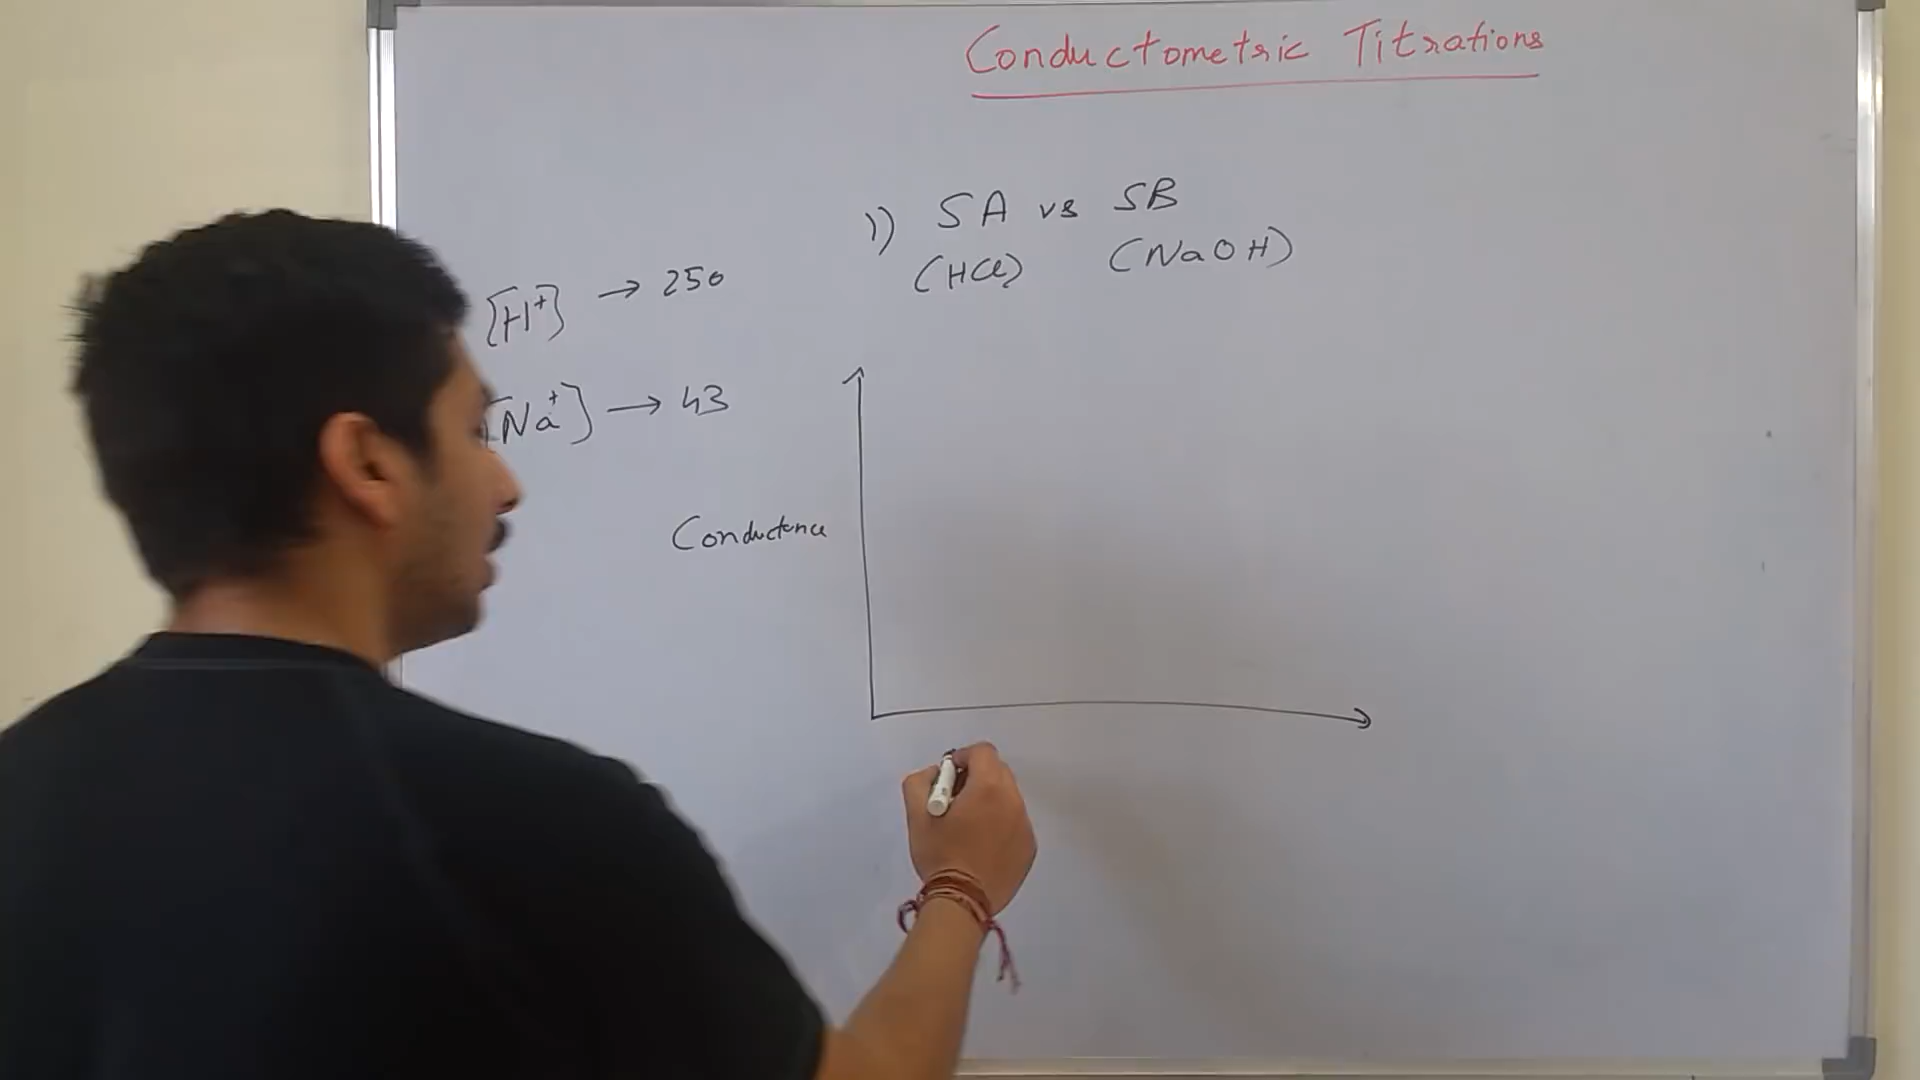 Conductometric Titrations
1) SA vs SB
(HCl) (NaOH)
[H+] → 250
[Na+] → 43
Conductance